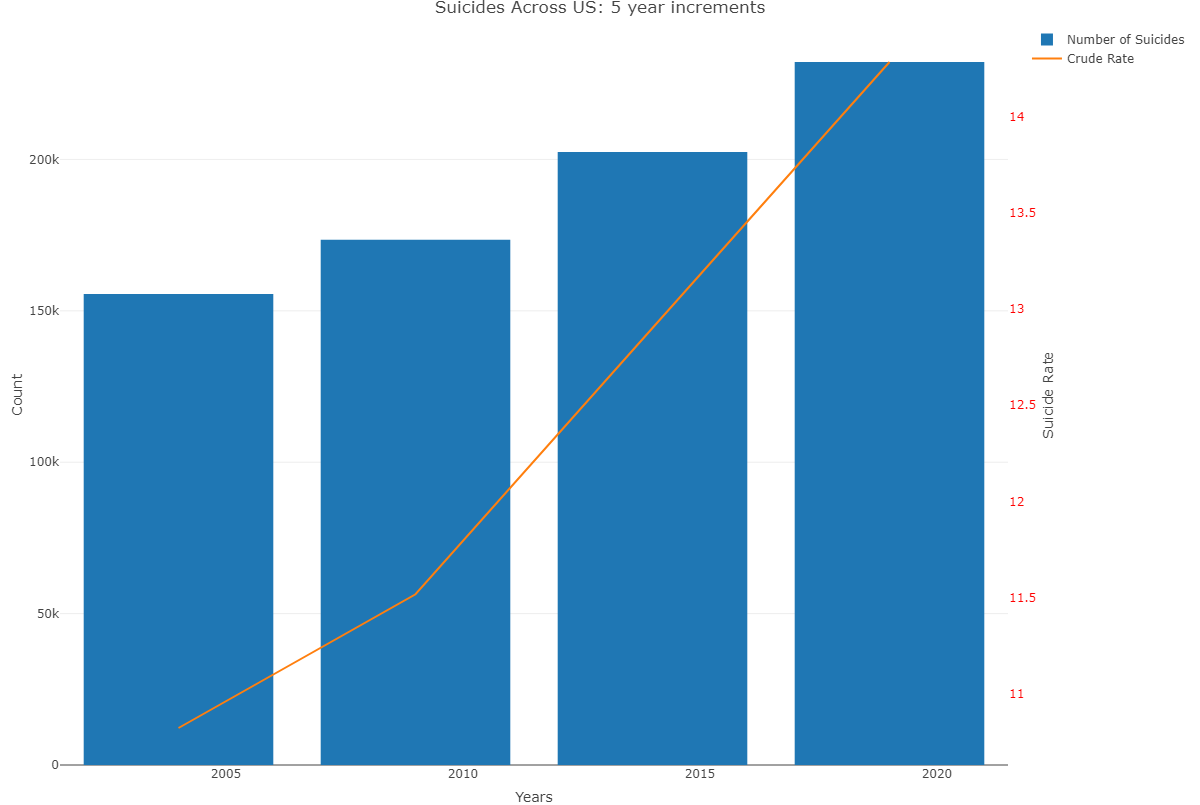 Suicides Across US: 5 year increments
Number of Suicides
Crude Rate
200k
150k
100k
50k
0
Count
14
13.5
13
12.5
12
11.5
11
Suicide Rate
2005
2010
2015
2020
Years